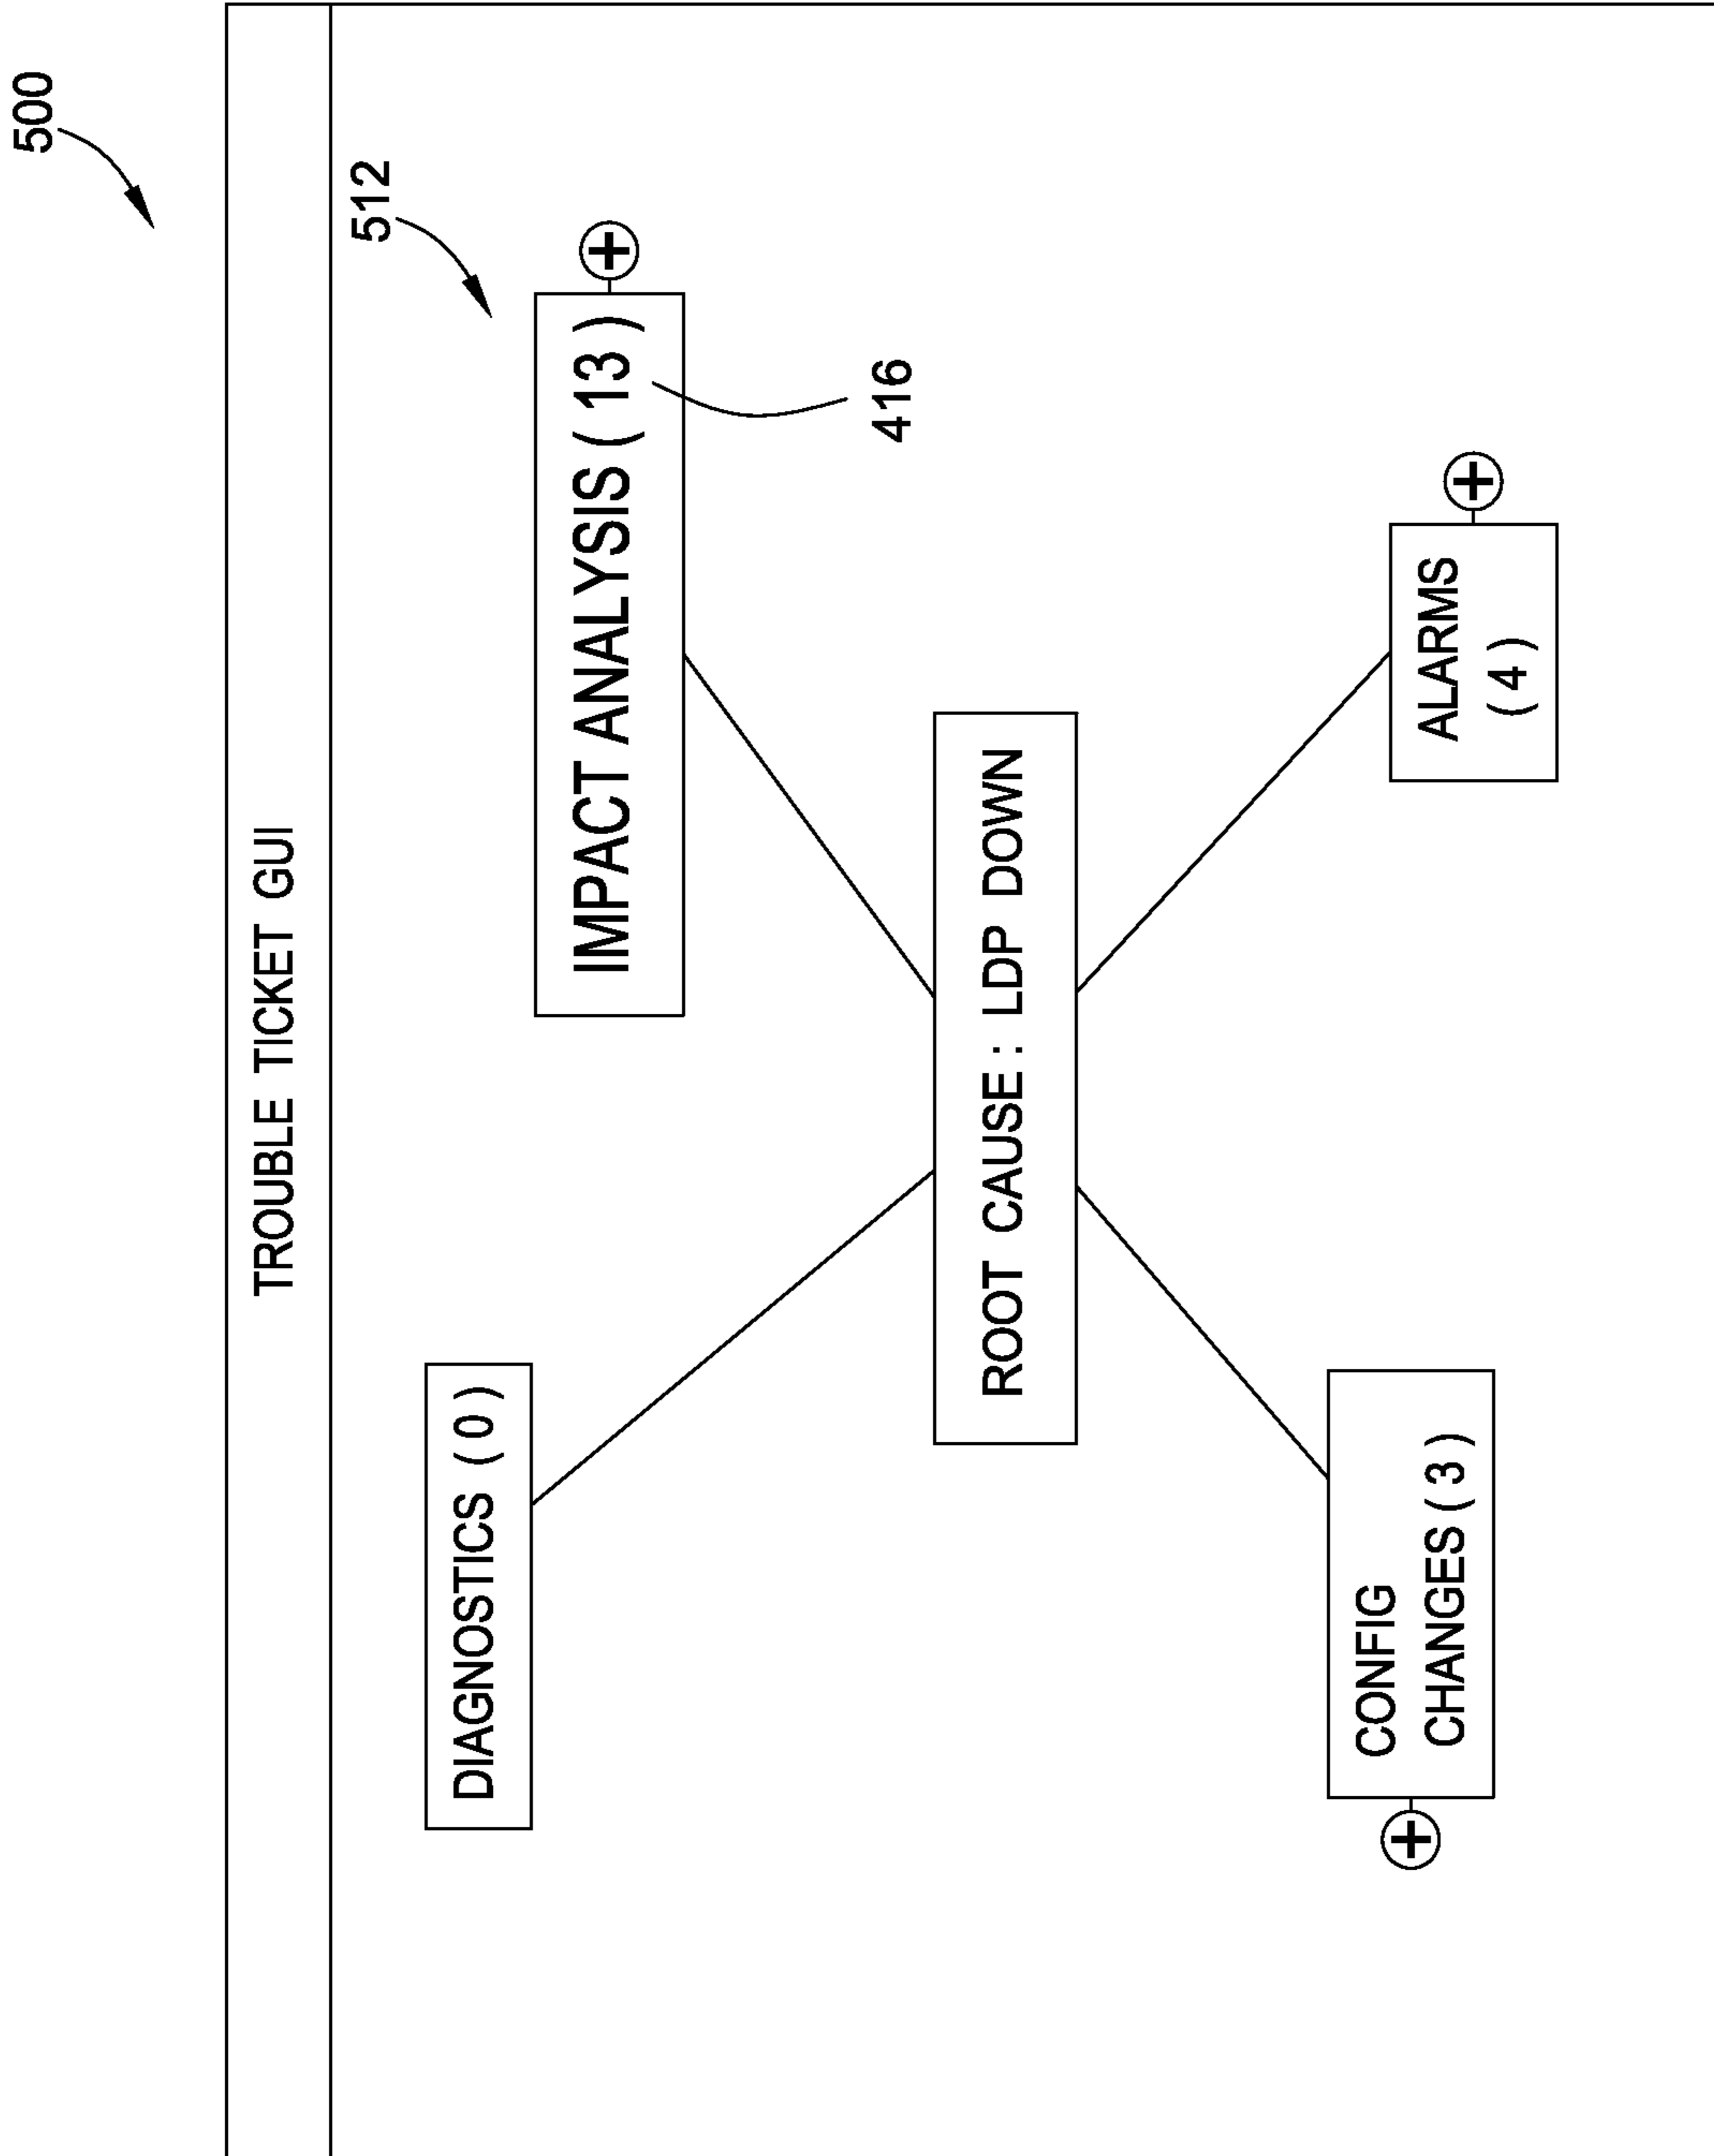 500
TROUBLE TICKET GUI
512
DIAGNOSTICS (0)
IMPACT ANALYSIS (13)
416
ROOT CAUSE: LDP DOWN
CONFIG
CHANGES (3)
ALARMS
(4)